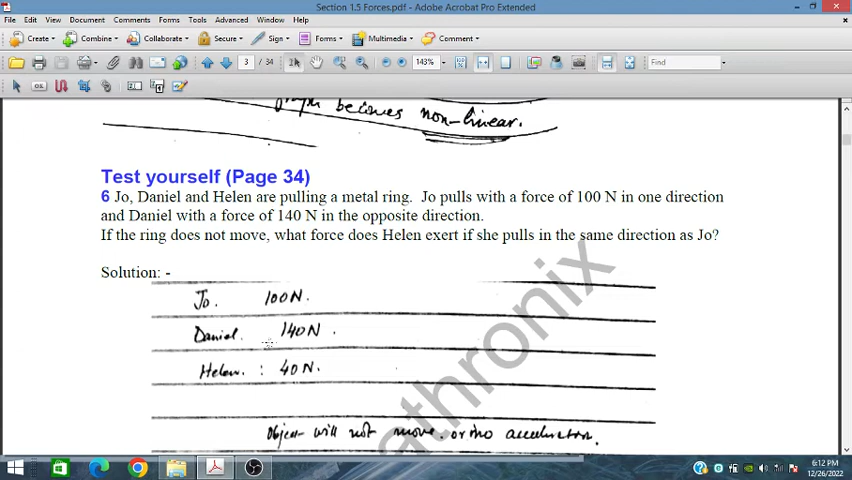 Section 1.5 Forces.pdf - Adobe Acrobat Pro Extended
File Edit View Document Comments Forms Tools Advanced Window Help
Create Combine Collaborate Secure Sign Forms Multimedia Comment
3 / 34 143% Find
graph becomes non-linear.
Test yourself (Page 34)
6 Jo, Daniel and Helen are pulling a metal ring. Jo pulls with a force of 100 N in one direction
and Daniel with a force of 140 N in the opposite direction.
If the ring does not move, what force does Helen exert if she pulls in the same direction as Jo?
Solution: -
Jo. 100N.
Daniel. 140N.
Helen. : 40N.
Object will not move. or no acceleration.
athronix
6:12 PM
12/26/2022